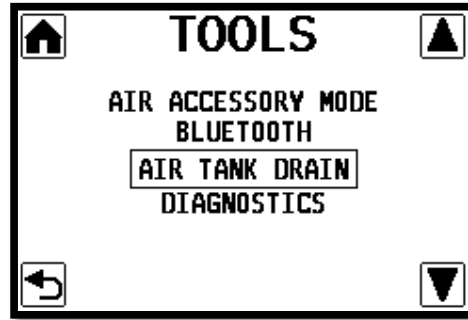 TOOLS
AIR ACCESSORY MODE
BLUETOOTH
AIR TANK DRAIN
DIAGNOSTICS